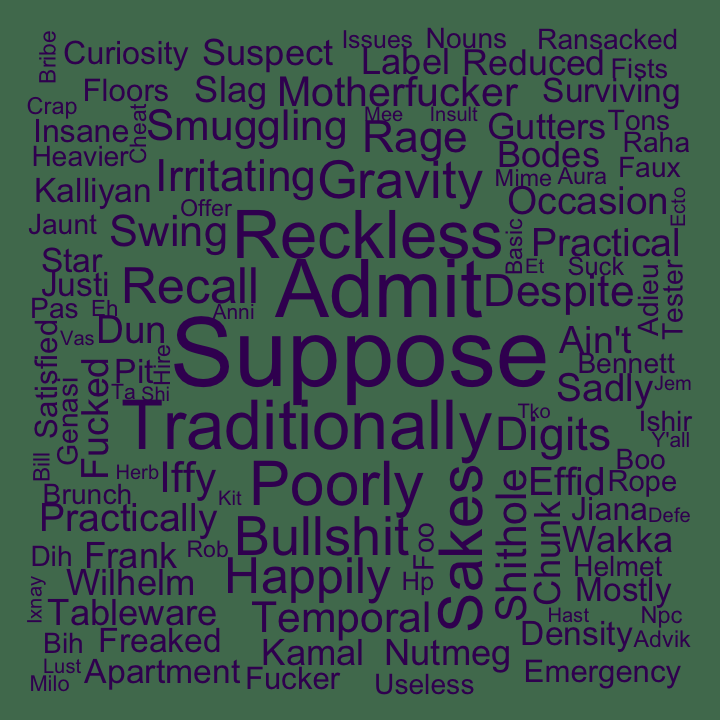 Bribe
Curiosity
Suspect
Issues
Nouns
Ransacked
Label
Reduced
Fists
Floors
Slag
Motherfucker
Surviving
Crap
Cheat
Insane
Smuggling
Mee
Insult
Rage
Gutters
Tons
Raha
Heavier
Bodes
Faux
Kalliyan
Irritating
Gravity
Mime
Aura
Occasion
Ecto
Jaunt
Offer
Swing
Reckless
Basic
Practical
Star
Justi
Recall
Admit
Et
Suck
Despite
Adieu
Tester
Pas
Eh
Anni
Vas
Dun
Suppose
Ain't
Bennett
Satisfied
Genasi
Fucked
Pit
Hire
Ta
Shi
Sadly
Jem
Traditionally
Tko
Digits
Ishir
Y'all
Bill
Herb
Iffy
Kit
Poorly
Sakes
Shithole
Effid
Boo
Rope
Brunch
Practically
Bullshit
Foo
Chunk
Jiana
Defe
Wakka
Dih
Frank
Rob
Happily
Hp
Helmet
Ixnay
Wilhelm
Mostly
Tableware
Temporal
Hast
Npc
Bih
Freaked
Kamal
Nutmeg
Density
Advik
Lust
Milo
Apartment
Fucker
Useless
Emergency